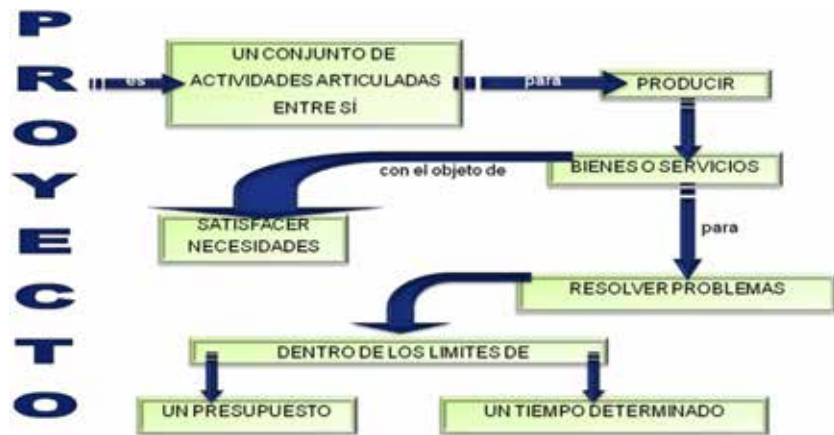 PROYECTO
es
UN CONJUNTO DE
ACTIVIDADES ARTICULADAS
ENTRE SÍ
para
PRODUCIR
BIENES O SERVICIOS
con el objeto de
SATISFACER
NECESIDADES
para
RESOLVER PROBLEMAS
DENTRO DE LOS LIMITES DE
UN PRESUPUESTO
UN TIEMPO DETERMINADO